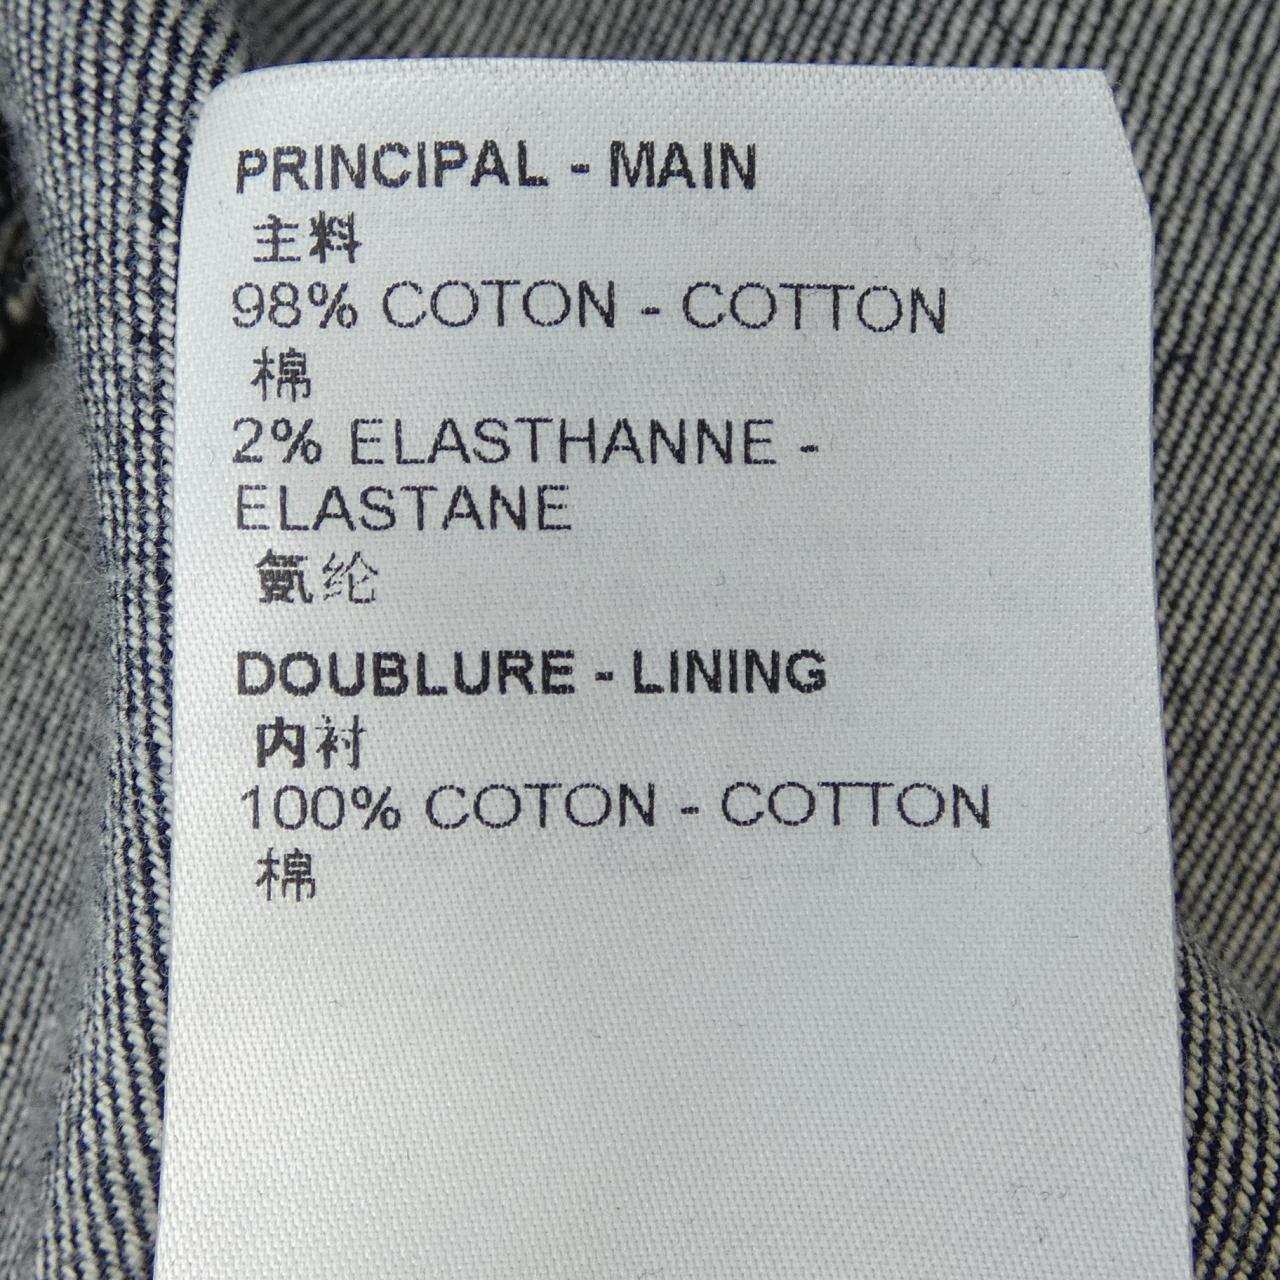 PRINCIPAL - MAIN
主料
98% COTON - COTTON
棉
2% ELASTHANNE -
ELASTANE
氨纶
DOUBLURE - LINING
内衬
100% COTON - COTTON
棉